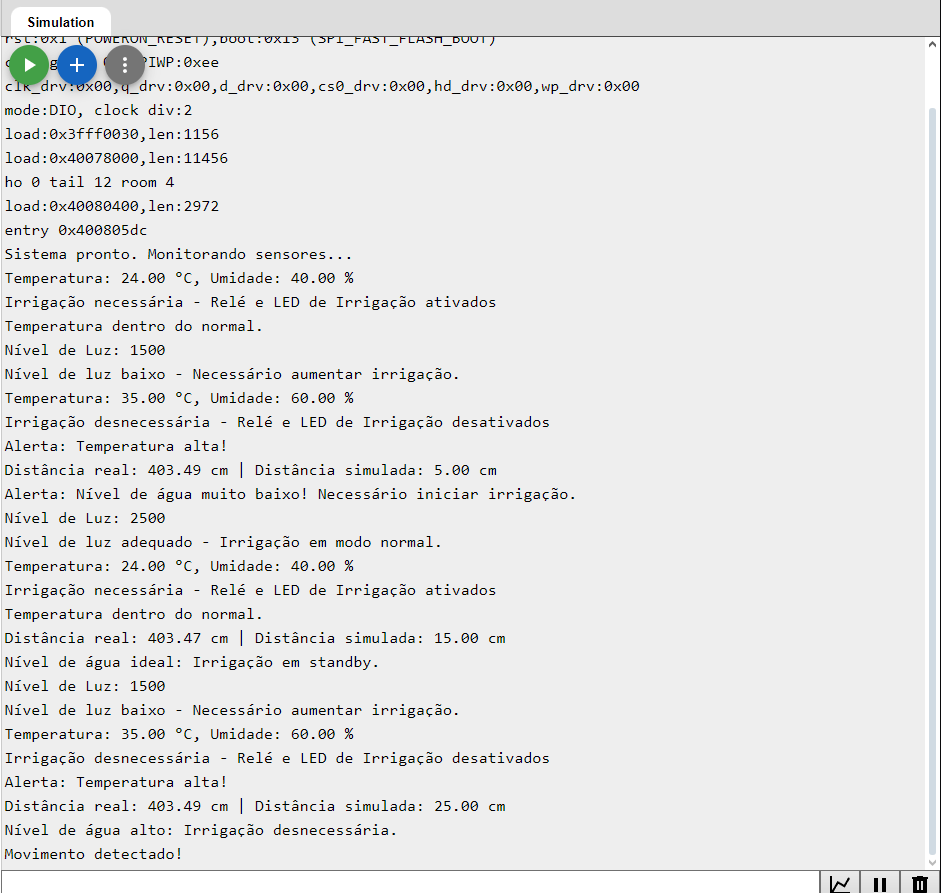 Simulation
rst:0x1 (POWERON_RESET),boot:0x13 (SPI_FAST_FLASH_BOOT)
PIWP:0xee
clk_drv:0x00,q_drv:0x00,d_drv:0x00,cs0_drv:0x00,hd_drv:0x00,wp_drv:0x00
mode:DIO, clock div:2
load:0x3fff0030,len:1156
load:0x40078000,len:11456
ho 0 tail 12 room 4
load:0x40080400,len:2972
entry 0x400805dc
Sistema pronto. Monitorando sensores...
Temperatura: 24.00 °C, Umidade: 40.00 %
Irrigação necessária - Relé e LED de Irrigação ativados
Temperatura dentro do normal.
Nível de Luz: 1500
Nível de luz baixo - Necessário aumentar irrigação.
Temperatura: 35.00 °C, Umidade: 60.00 %
Irrigação desnecessária - Relé e LED de Irrigação desativados
Alerta: Temperatura alta!
Distância real: 403.49 cm | Distância simulada: 5.00 cm
Alerta: Nível de água muito baixo! Necessário iniciar irrigação.
Nível de Luz: 2500
Nível de luz adequado - Irrigação em modo normal.
Temperatura: 24.00 °C, Umidade: 40.00 %
Irrigação necessária - Relé e LED de Irrigação ativados
Temperatura dentro do normal.
Distância real: 403.47 cm | Distância simulada: 15.00 cm
Nível de água ideal: Irrigação em standby.
Nível de Luz: 1500
Nível de luz baixo - Necessário aumentar irrigação.
Temperatura: 35.00 °C, Umidade: 60.00 %
Irrigação desnecessária - Relé e LED de Irrigação desativados
Alerta: Temperatura alta!
Distância real: 403.49 cm | Distância simulada: 25.00 cm
Nível de água alto: Irrigação desnecessária.
Movimento detectado!